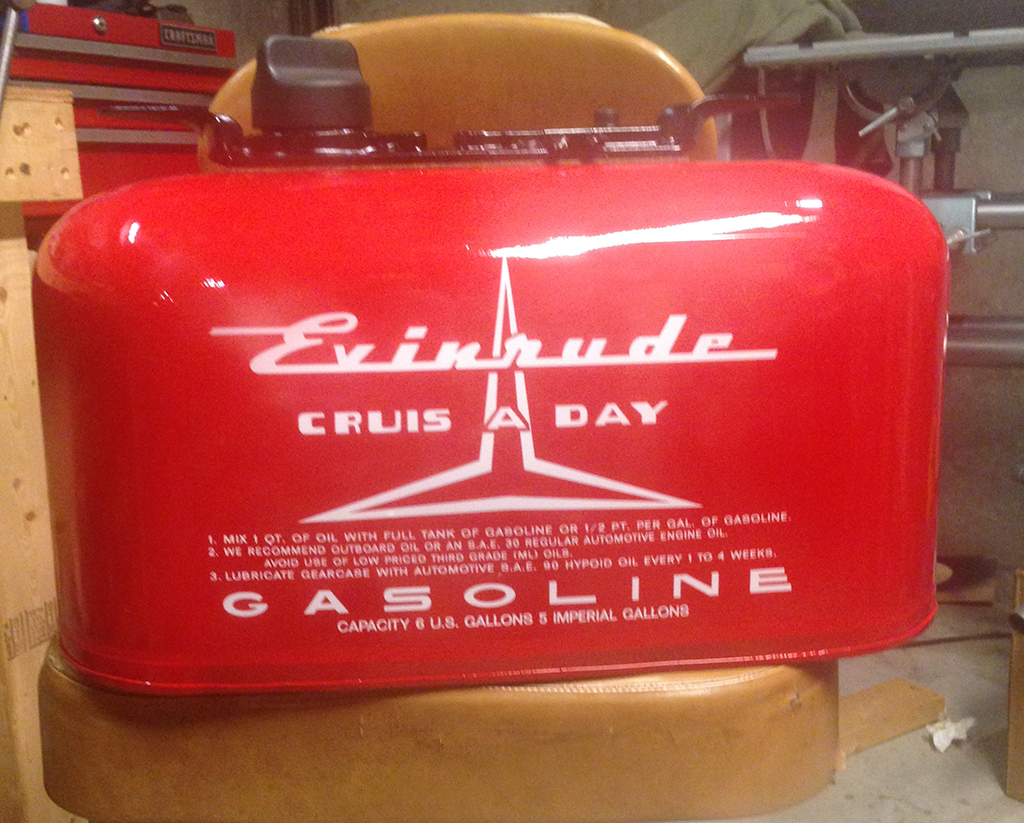 CRAFTSMAN
Evinrude
CRUIS A DAY
1. MIX 1 QT. OF OIL WITH FULL TANK OF GASOLINE OR 1/2 PT. PER GAL. OF GASOLINE.
2. WE RECOMMEND OUTBOARD OIL OR AN S.A.E. 30 REGULAR AUTOMOTIVE ENGINE OIL.
AVOID USE OF LOW PRICED THIRD GRADE (ML) OILS.
3. LUBRICATE GEARCASE WITH AUTOMOTIVE S.A.E. 90 HYPOID OIL EVERY 1 TO 4 WEEKS.
GASOLINE
CAPACITY 6 U.S. GALLONS 5 IMPERIAL GALLONS